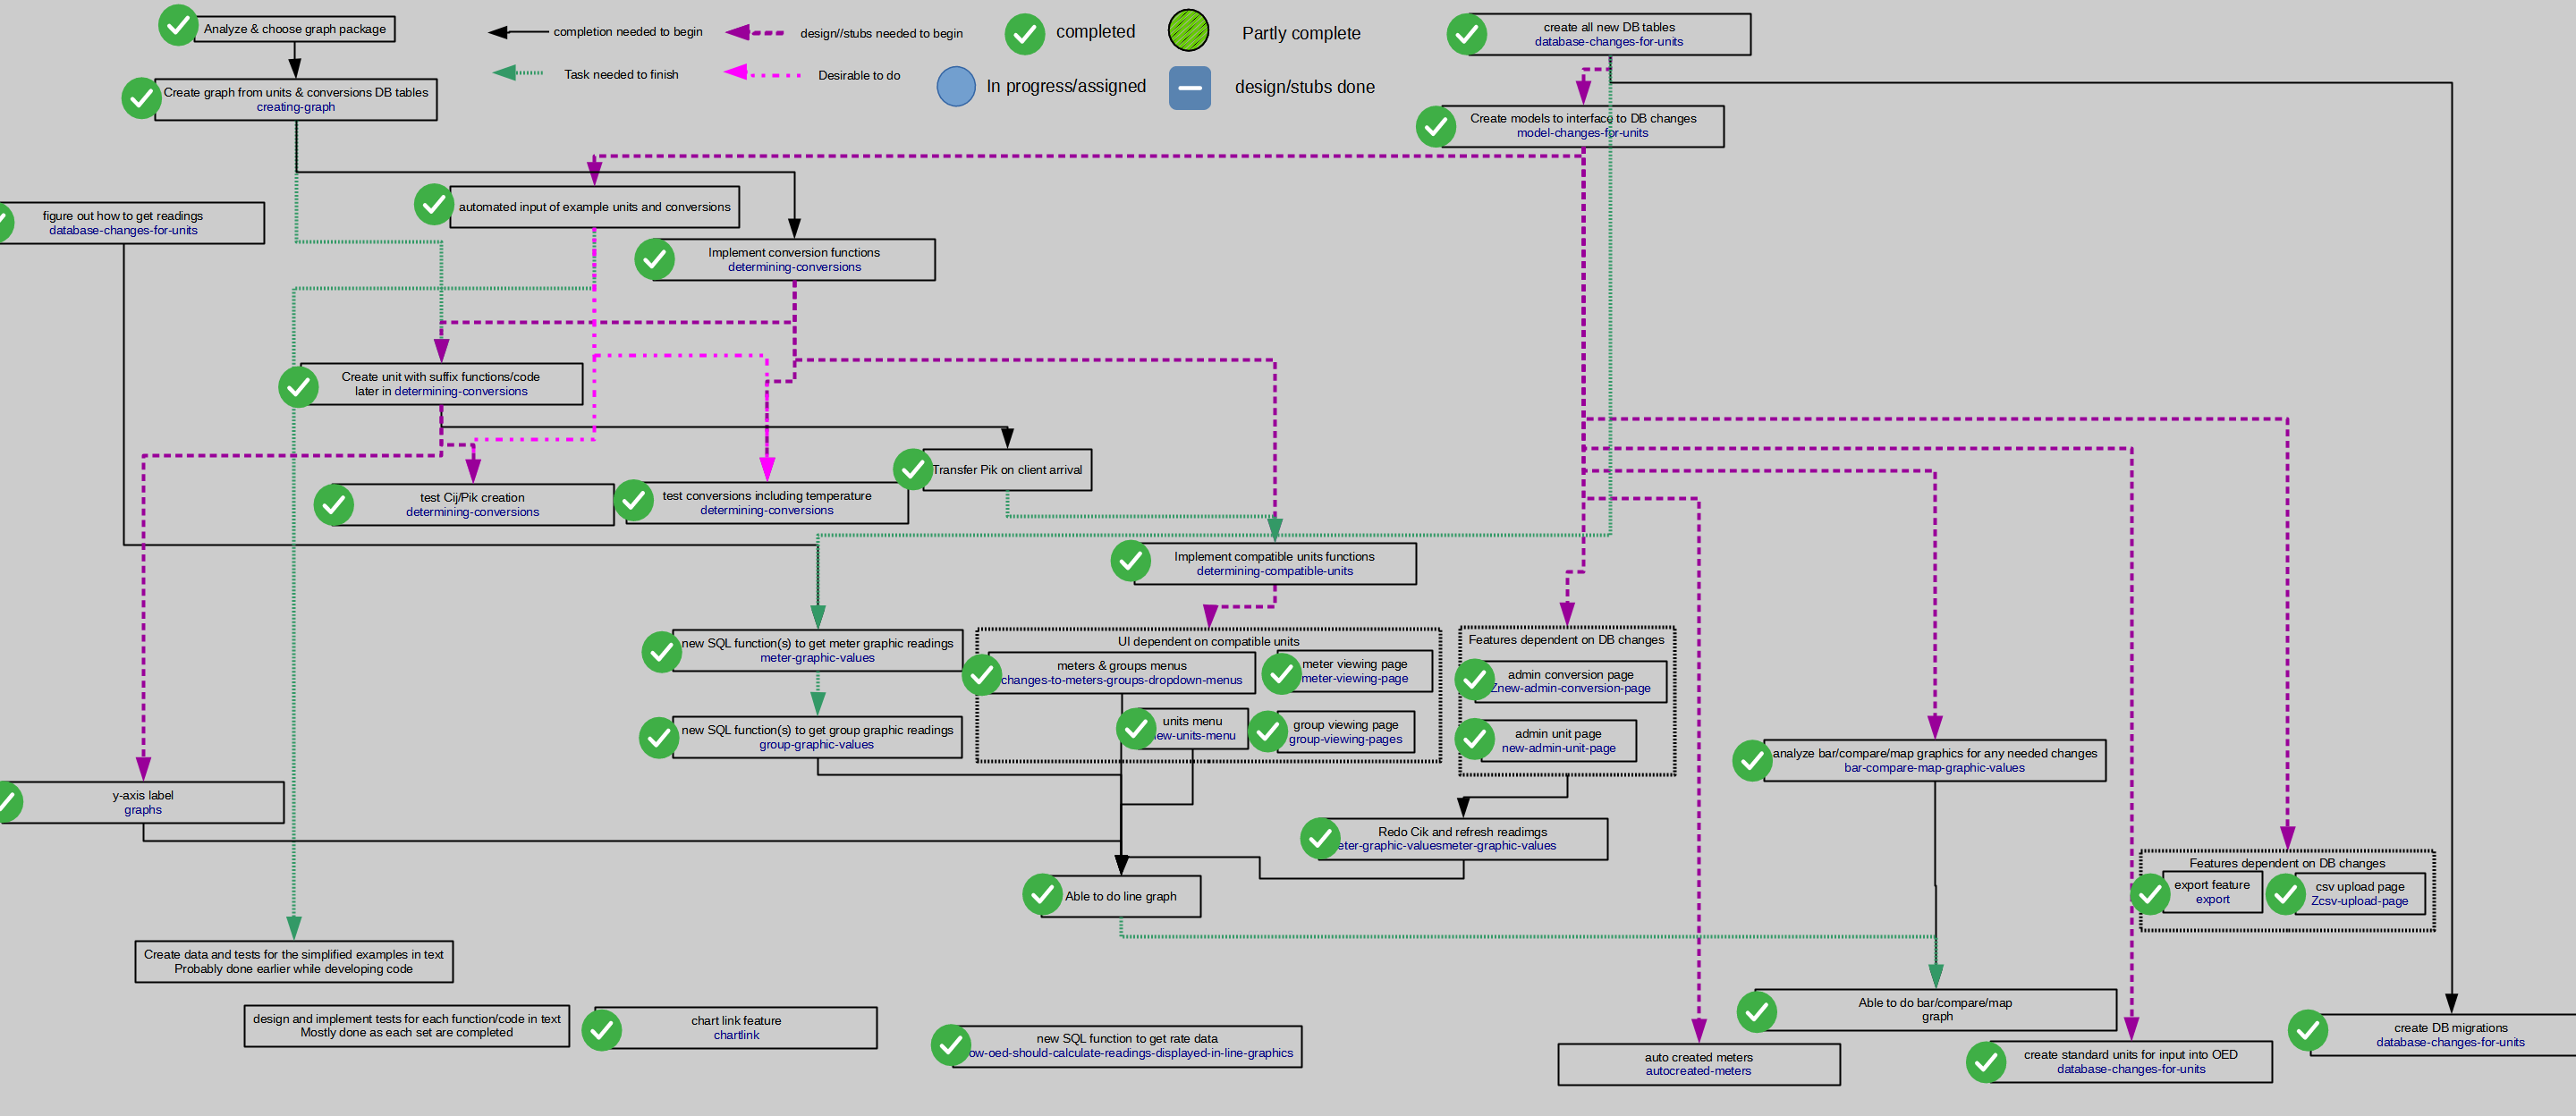 Analyze & choose graph package
completion needed to begin
design//stubs needed to begin
completed
Partly complete
create all new DB tables
database-changes-for-units
Task needed to finish
Desirable to do
In progress/assigned
design/stubs done
Create graph from units & conversions DB tables
creating-graph
Create models to interface to DB changes
model-changes-for-units
figure out how to get readings
database-changes-for-units
automated input of example units and conversions
Implement conversion functions
determining-conversions
Create unit with suffix functions/code
later in determining-conversions
Transfer Pik on client arrival
test Cij/Pik creation
determining-conversions
test conversions including temperature
determining-conversions
Implement compatible units functions
determining-compatible-units
new SQL function(s) to get meter graphic readings
meter-graphic-values
UI dependent on compatible units
meters & groups menus
changes-to-meters-groups-dropdown-menus
meter viewing page
meter-viewing-page
units menu
ew-units-menu
group viewing page
group-viewing-pages
Features dependent on DB changes
admin conversion page
Znew-admin-conversion-page
admin unit page
new-admin-unit-page
new SQL function(s) to get group graphic readings
group-graphic-values
analyze bar/compare/map graphics for any needed changes
bar-compare-map-graphic-values
y-axis label
graphs
Redo Cik and refresh readimgs
eter-graphic-valuesmeter-graphic-values
Features dependent on DB changes
export feature
export
csv upload page
Zcsv-upload-page
Able to do line graph
Create data and tests for the simplified examples in text
Probably done earlier while developing code
design and implement tests for each function/code in text
Mostly done as each set are completed
chart link feature
chartlink
new SQL function to get rate data
ow-oed-should-calculate-readings-displayed-in-line-graphics
Able to do bar/compare/map
graph
auto created meters
autocreated-meters
create standard units for input into OED
database-changes-for-units
create DB migrations
database-changes-for-units